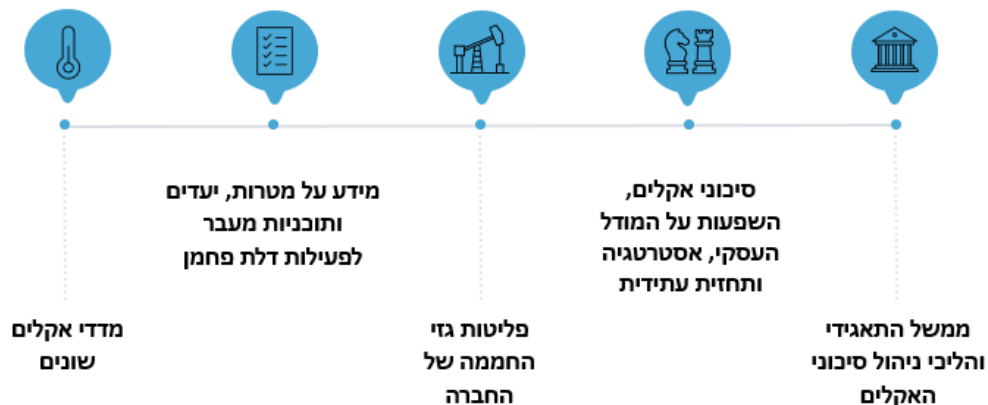 ממשל התאגידי
והליכי ניהול סיכוני
האקלים
סיכוני אקלים,
השפעות על המודל
העסקי, אסטרטגיה
ותחזית עתידית
פליטות גזי
החממה של
החברה
מידע על מטרות, יעדים
ותוכניות מעבר
לפעילות דלת פחמן
מדדי אקלים
שונים